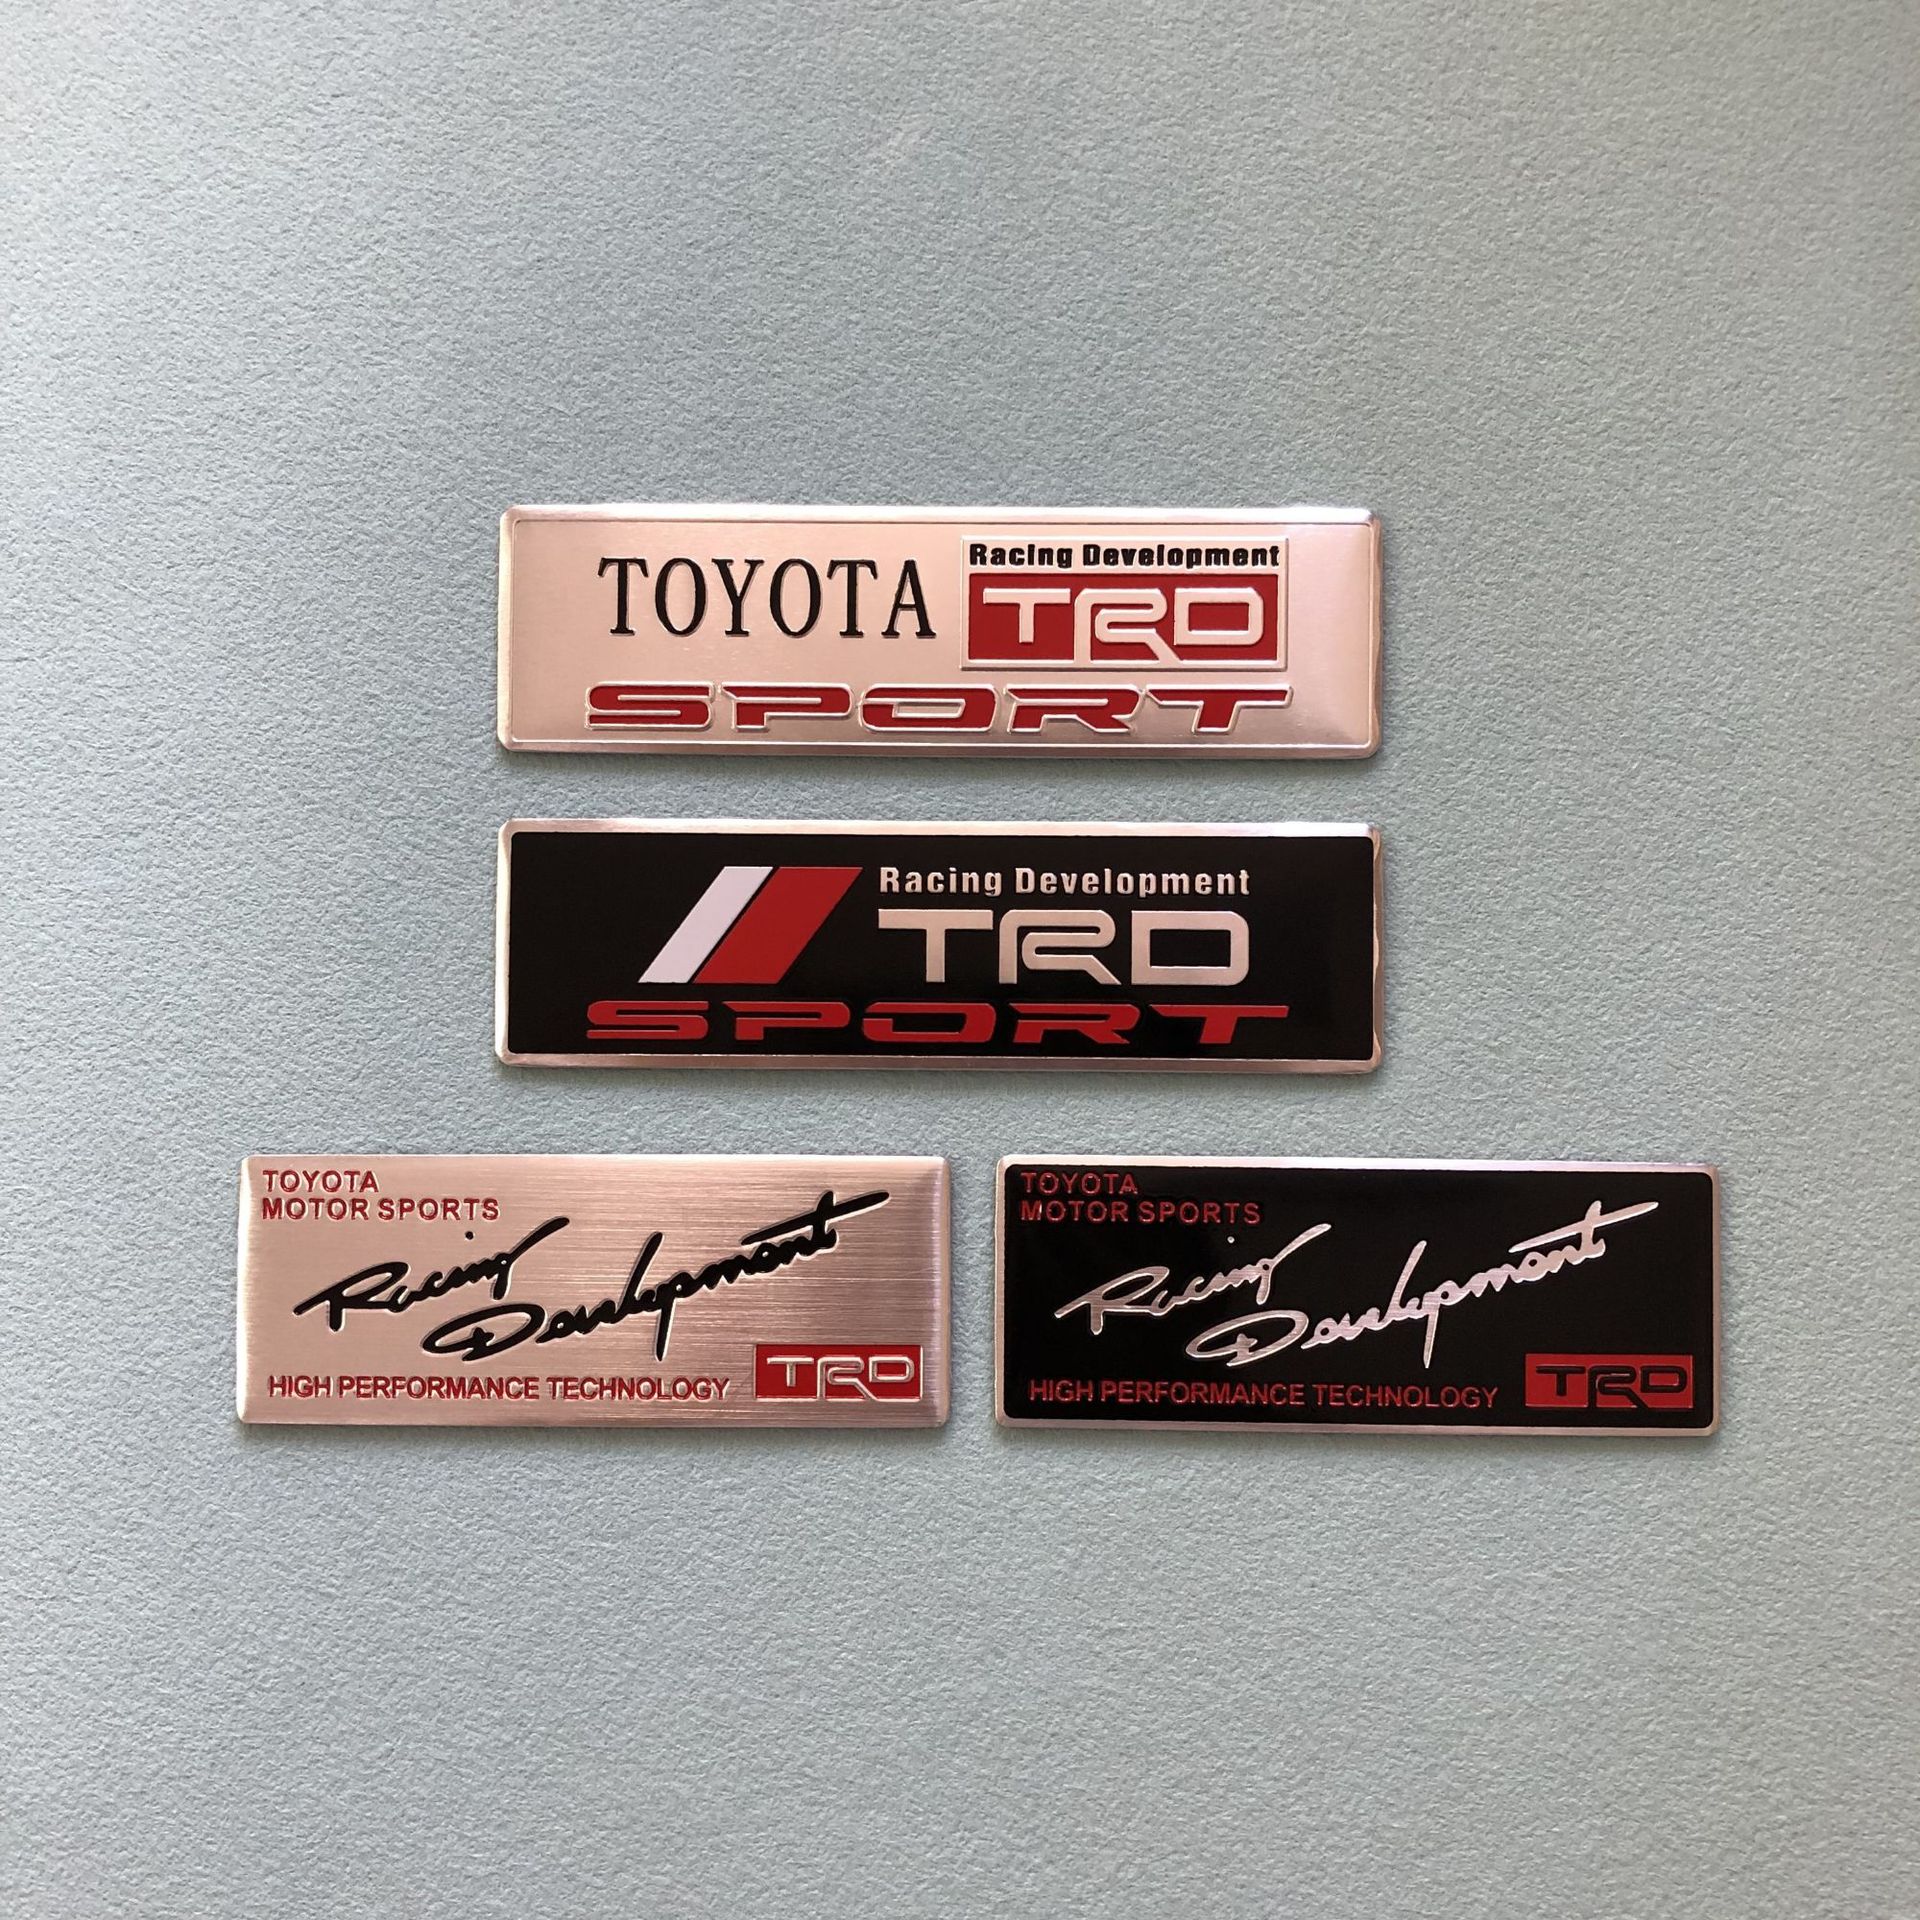 TOYOTA
Racing Development
TRD
SPORT
Racing Development
TRD
SPORT
TOYOTA
MOTOR SPORTS
Racing
Development
HIGH PERFORMANCE TECHNOLOGY
TRD
TOYOTA
MOTOR SPORTS
Racing
Development
HIGH PERFORMANCE TECHNOLOGY
TRD